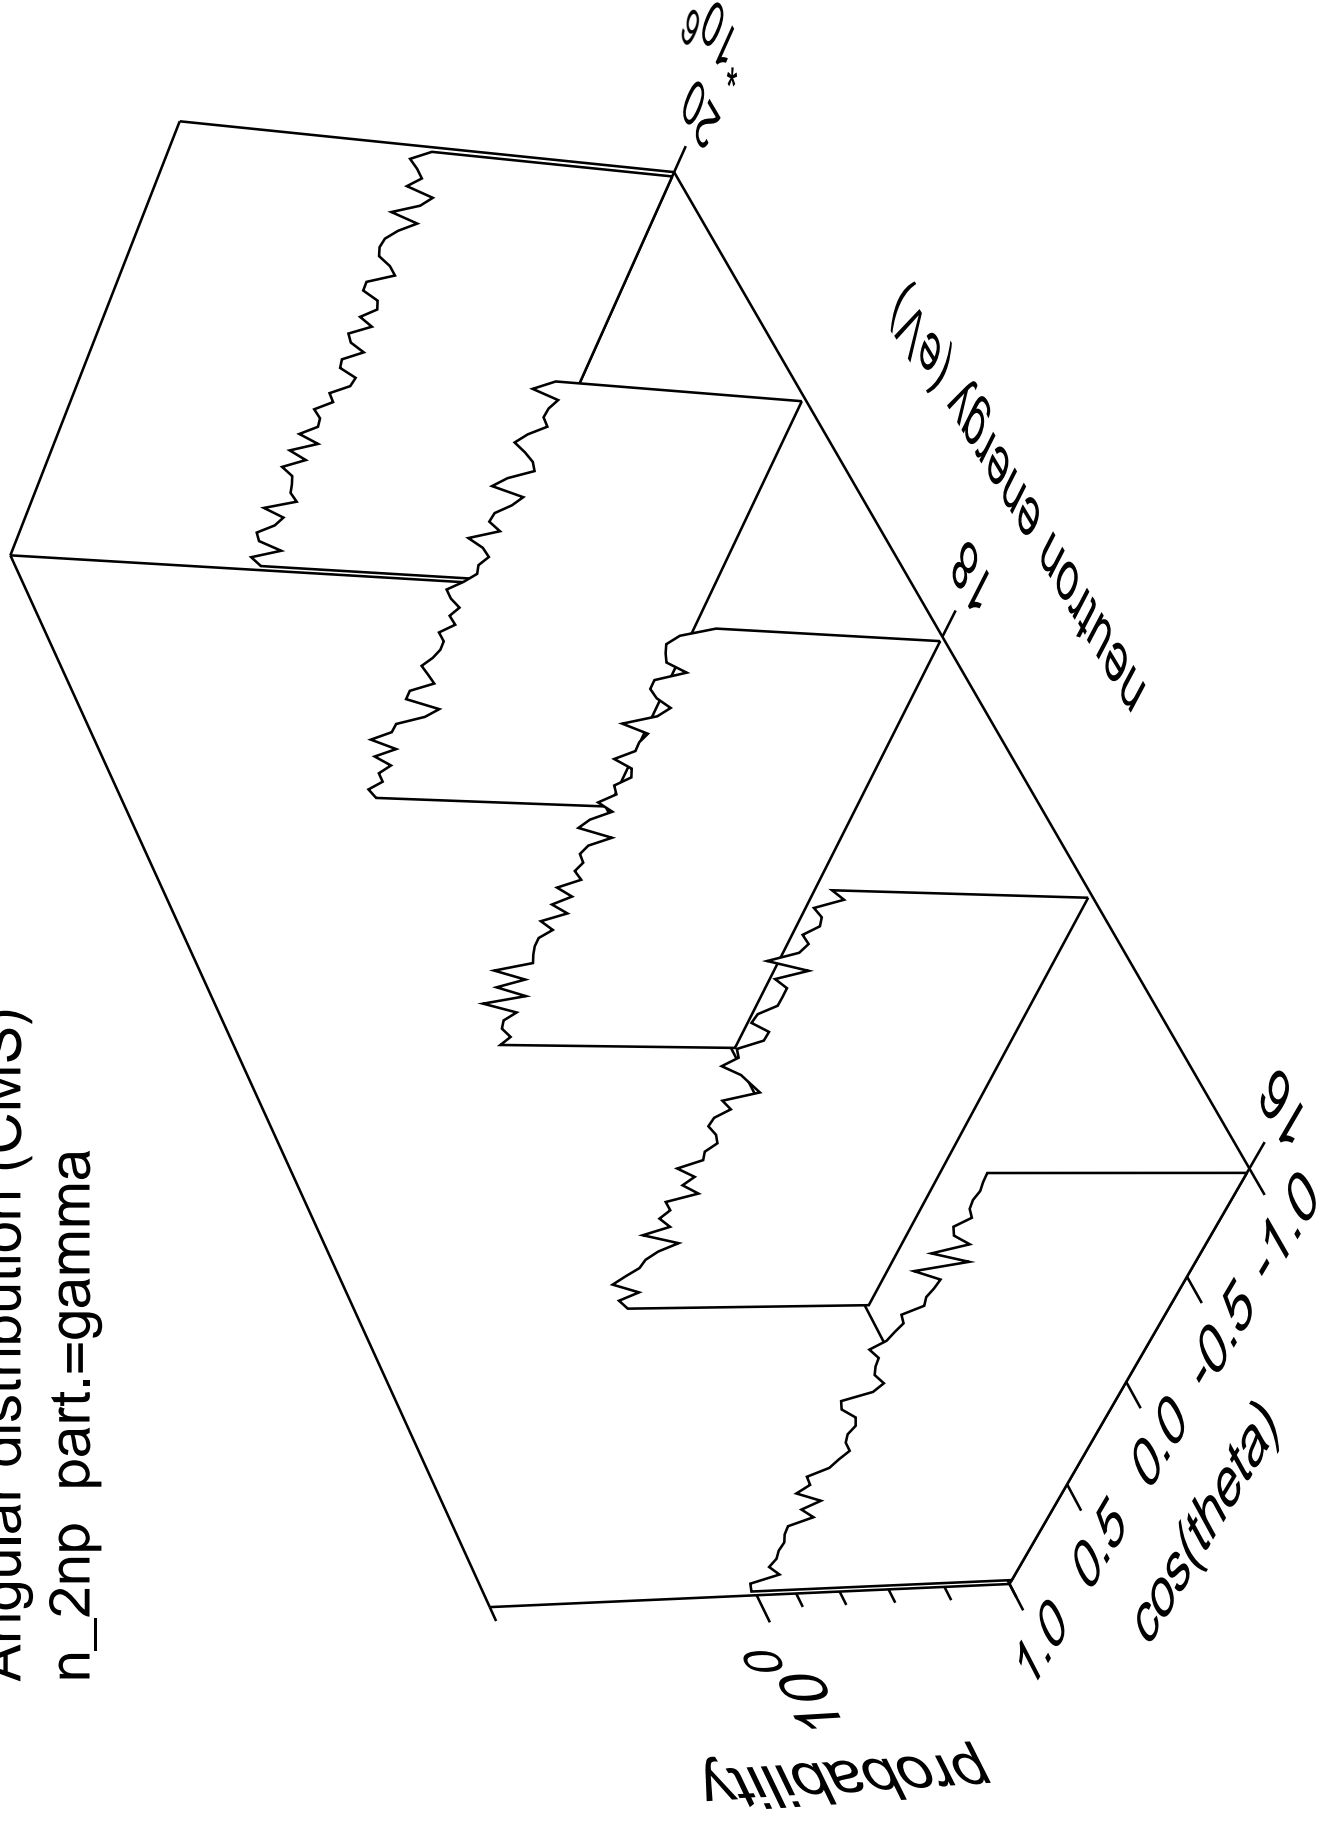 Angular distribution (CMS)
n_2np part.=gamma
probability
10^0
cos(theta)
1.0 0.5 0.0 -0.5 -1.0
neutron energy (eV)
16 18 20 *10^6